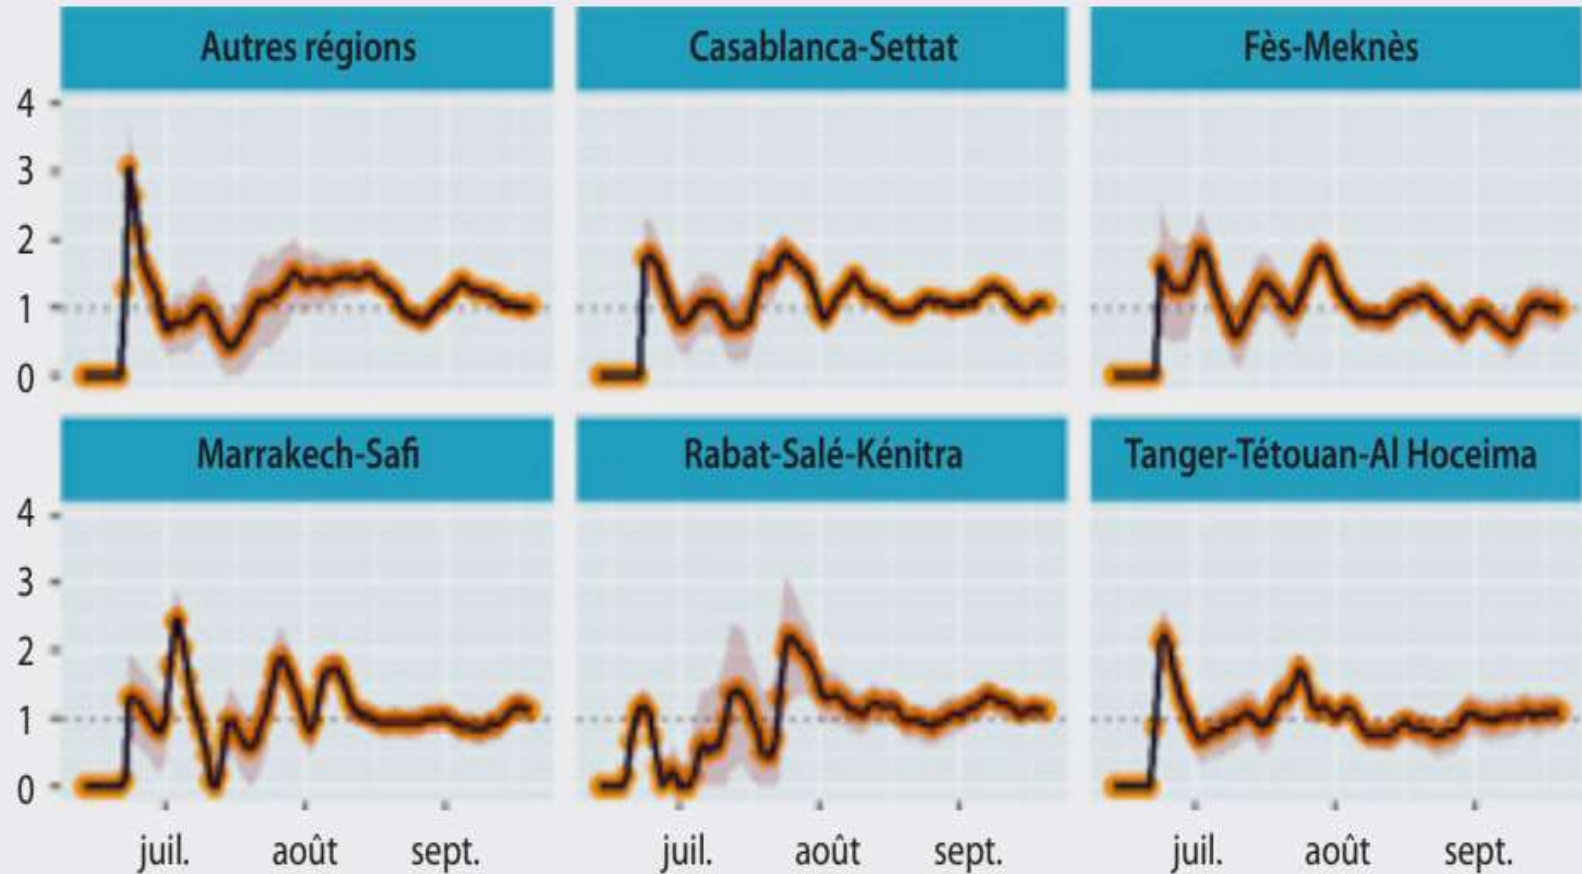 Autres régions
Casablanca-Settat
Fès-Meknès
4
3
2
1
0
Marrakech-Safi
Rabat-Salé-Kénitra
Tanger-Tétouan-Al Hoceima
4
3
2
1
0
juil. août sept.
juil. août sept.
juil. août sept.